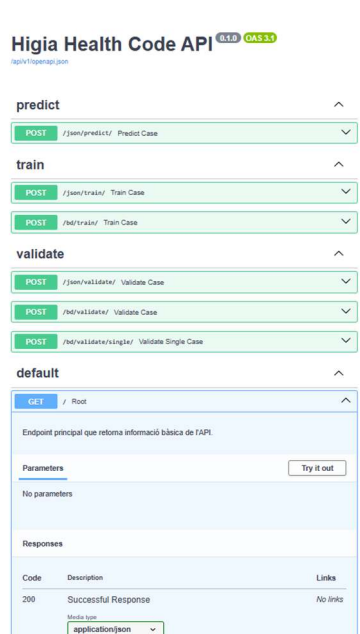 Higia Health Code API 0.1.0 OAS 3.1
/api/v1/openapi.json
predict
POST /json/predict/ Predict Case
train
POST /json/train/ Train Case
POST /bd/train/ Train Case
validate
POST /json/validate/ Validate Case
POST /bd/validate/ Validate Case
POST /bd/validate/single/ Validate Single Case
default
GET / Root
Endpoint principal que retorna informació bàsica de l'API.
Parameters Try it out
No parameters
Responses
Code Description Links
200 Successful Response No links
Media type
application/json